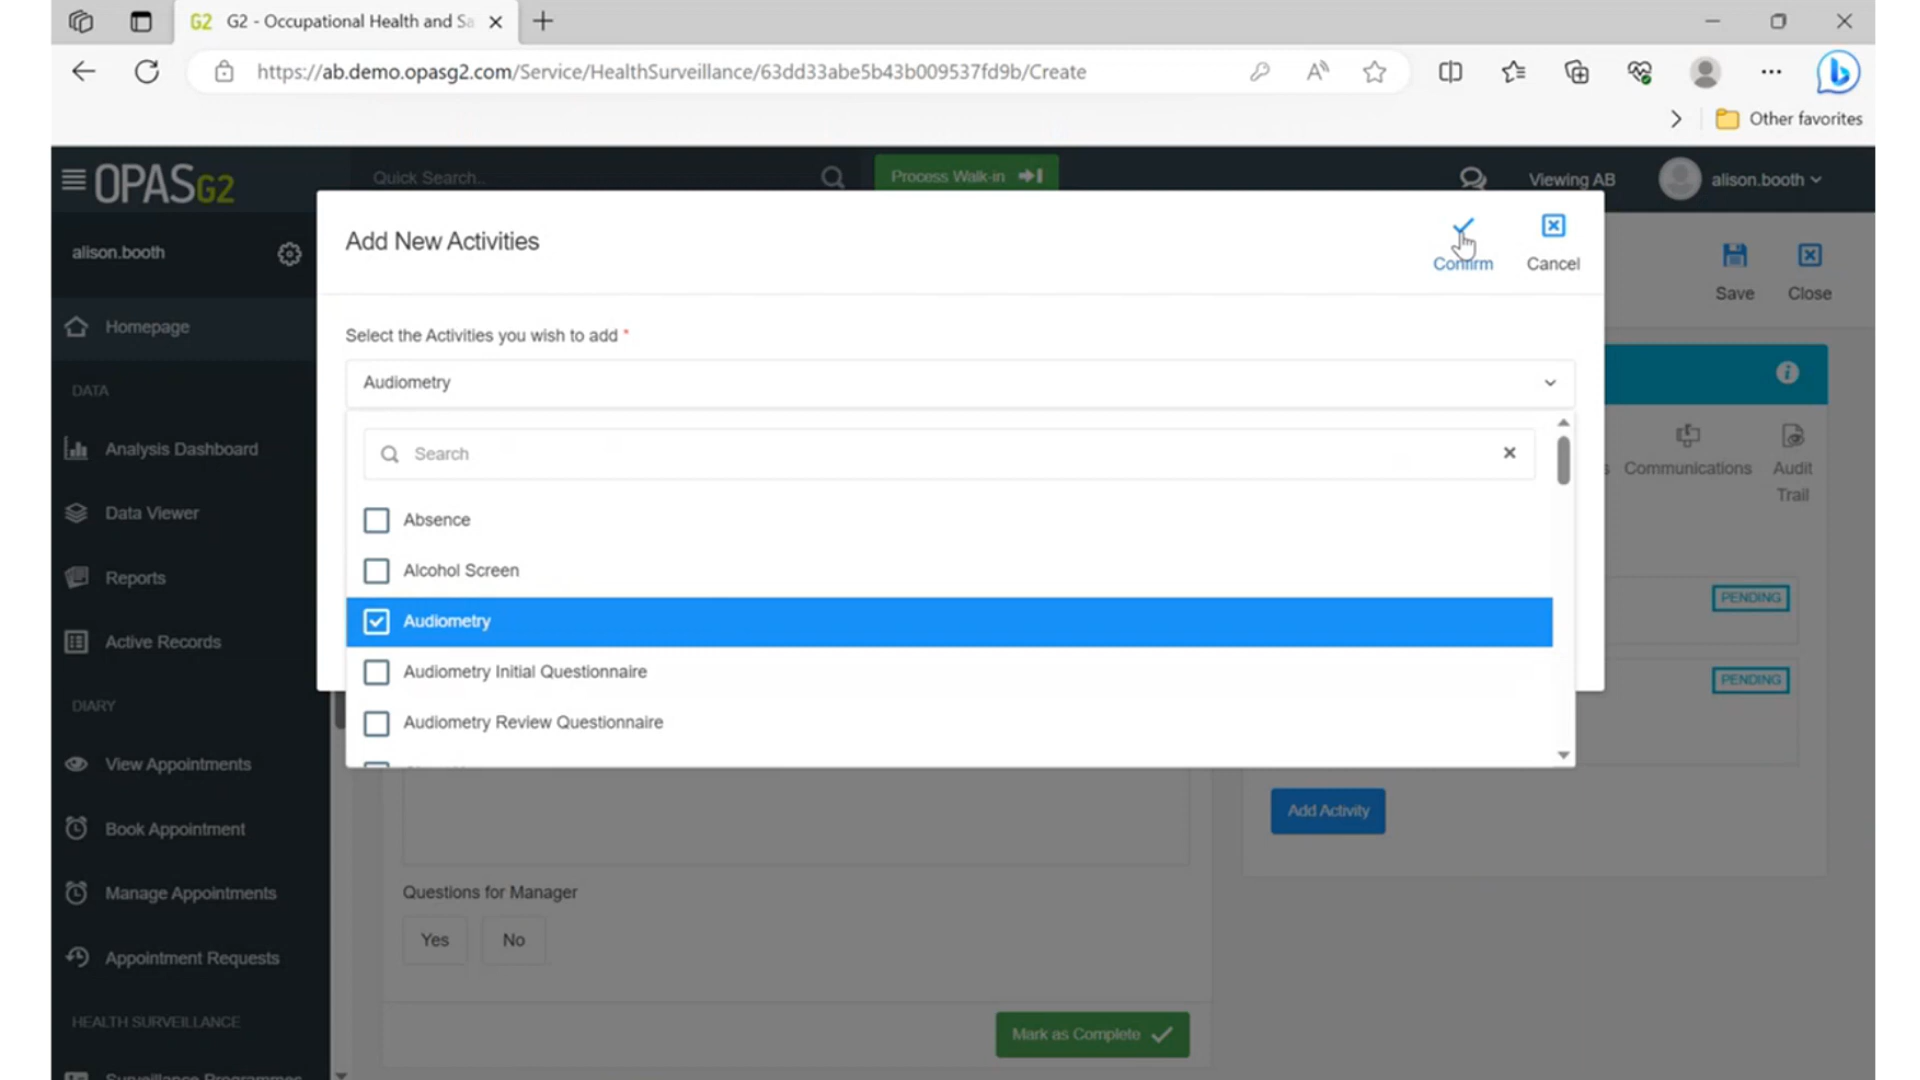 G2 G2 - Occupational Health and Sa
https://ab.demo.opasg2.com/Service/HealthSurveillance/63dd33abe5b43b009537fd9b/Create
Other favorites
OPASG2
Quick Search..
Process Walk-in
Viewing AB
alison.booth
alison.booth
Add New Activities
Confirm
Cancel
Save
Close
Homepage
Select the Activities you wish to add *
Audiometry
DATA
Analysis Dashboard
Search
Communications
Audit
Trail
Data Viewer
Absence
Reports
Alcohol Screen
PENDING
Active Records
Audiometry
Audiometry Initial Questionnaire
PENDING
DIARY
Audiometry Review Questionnaire
View Appointments
Book Appointment
Add Activity
Manage Appointments
Questions for Manager
Yes
No
Appointment Requests
HEALTH SURVEILLANCE
Mark as Complete
Surveillance Programmes